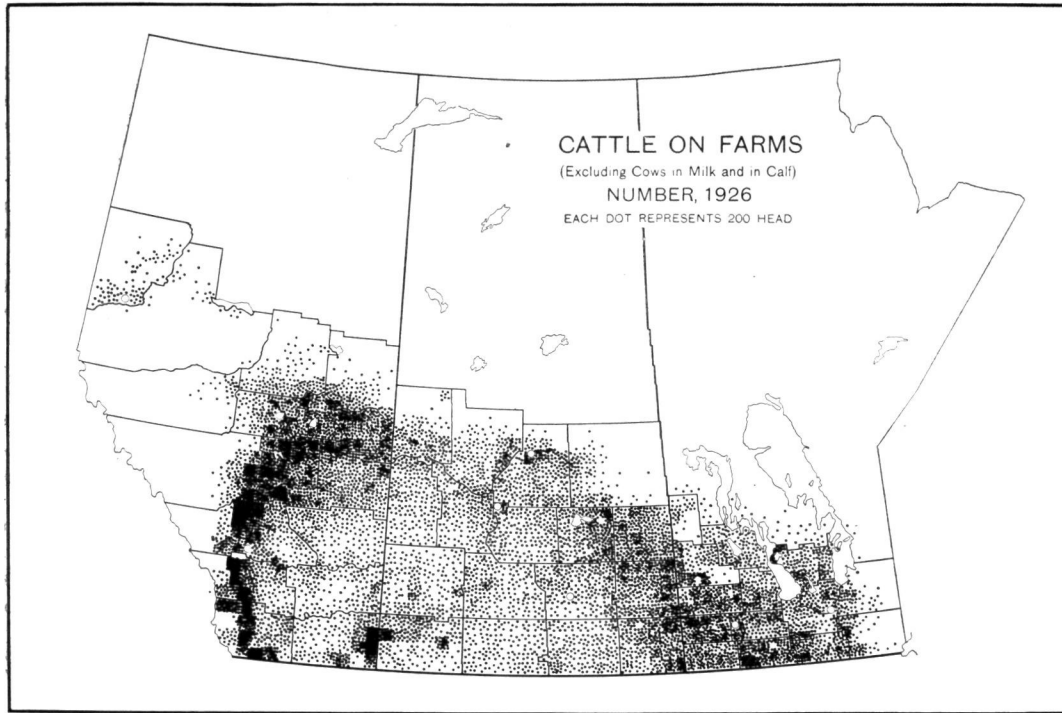 CATTLE ON FARMS
(Excluding Cows in Milk and in Calf)
NUMBER, 1926
EACH DOT REPRESENTS 200 HEAD